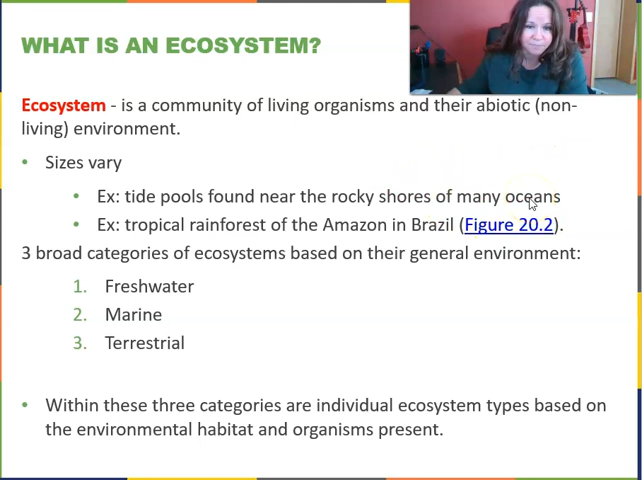 WHAT IS AN ECOSYSTEM?
Ecosystem - is a community of living organisms and their abiotic (non-
living) environment.
• Sizes vary
• Ex: tide pools found near the rocky shores of many oceans
• Ex: tropical rainforest of the Amazon in Brazil (Figure 20.2).
3 broad categories of ecosystems based on their general environment:
1. Freshwater
2. Marine
3. Terrestrial
• Within these three categories are individual ecosystem types based on
the environmental habitat and organisms present.